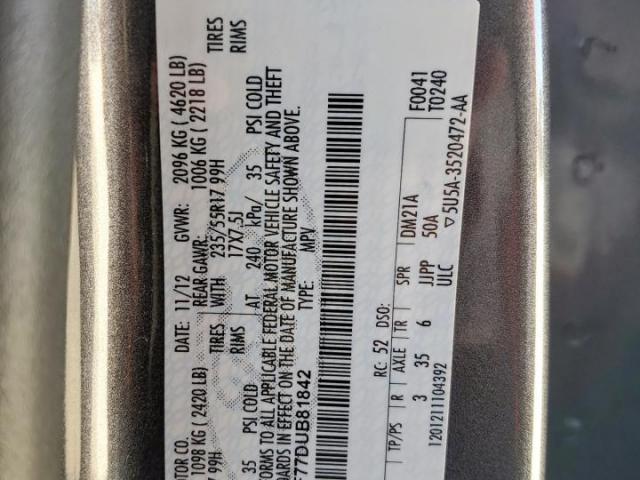 OTOR CO.
DATE: 11/12 GVWR: 2096 KG ( 4620 LB)
1098 KG ( 2420 LB) REAR GAWR: 1006 KG ( 2218 LB)
99H TIRES WITH 235/55R17 99H TIRES
RIMS 17X7.5J RIMS
35 PSI COLD AT 240 kPa/ 35 PSI COLD
FORMS TO ALL APPLICABLE FEDERAL MOTOR VEHICLE SAFETY AND THEFT
ARDS IN EFFECT ON THE DATE OF MANUFACTURE SHOWN ABOVE.
F77DUB81842 TYPE: MPV
F0041
T0240
RC: 52 DSO:
TP/PS R AXLE TR SPR DM21A
3 35 6 JJPP 50A
ULC
12012111104392 ▽5U5A-3520472-AA